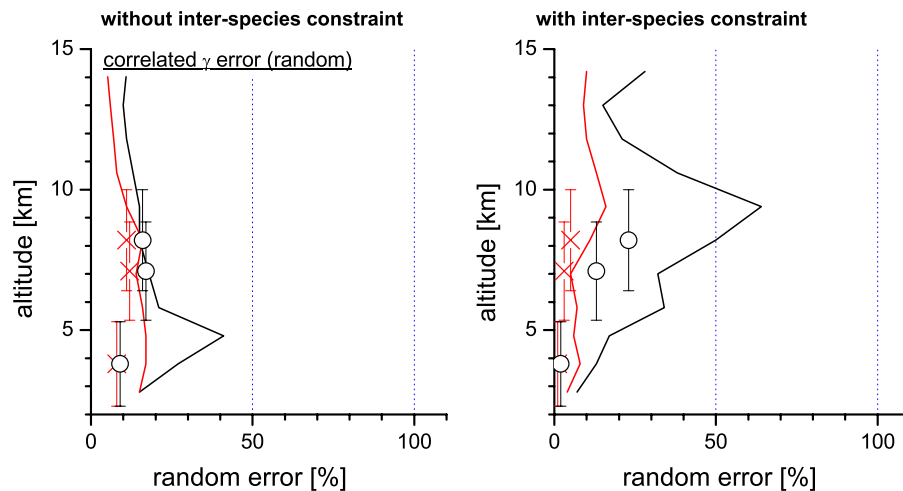 without inter-species constraint
with inter-species constraint
correlated γ error (random)
15
10
5
0
50
100
altitude [km]
random error [%]
15
10
5
0
50
100
altitude [km]
random error [%]